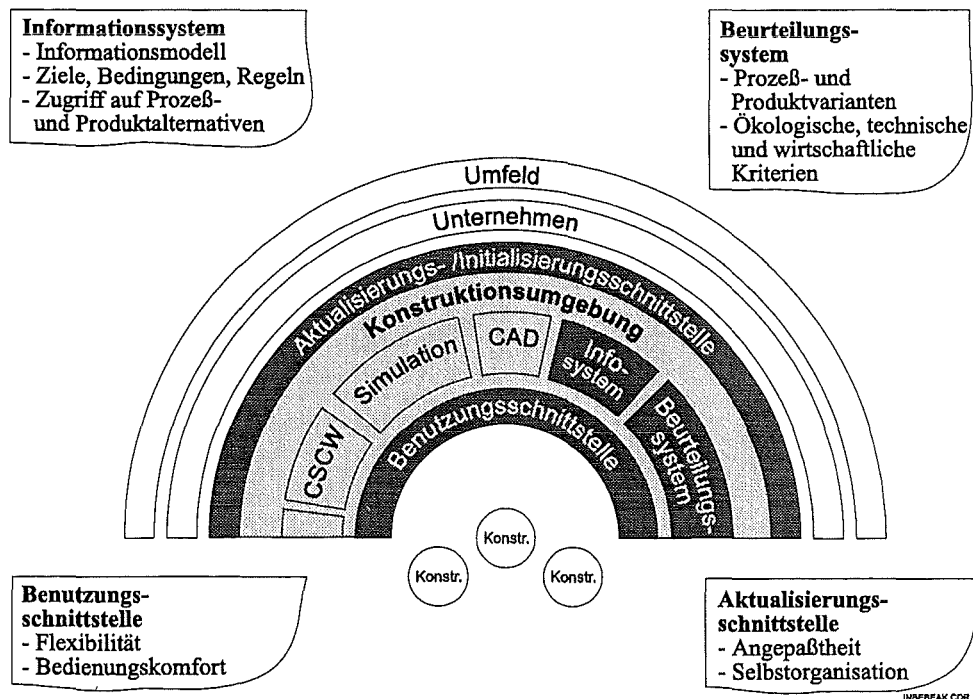 Informationssystem
- Informationsmodell
- Ziele, Bedingungen, Regeln
- Zugriff auf Prozeß-
und Produktalternativen
Beurteilungs-
system
- Prozeß- und
Produktvarianten
- Ökologische, technische
und wirtschaftliche
Kriterien
Umfeld
Unternehmen
Aktualisierungs- /Initialisierungsschnittstelle
Konstruktionsumgebung
CSCW
Simulation
CAD
Info-
system
Beurteilungs-
system
Benutzungsschnittstelle
Konstr.
Konstr.
Konstr.
Benutzungs-
schnittstelle
- Flexibilität
- Bedienungskomfort
Aktualisierungs-
schnittstelle
- Angepaßtheit
- Selbstorganisation
INBEBEAK.CDR